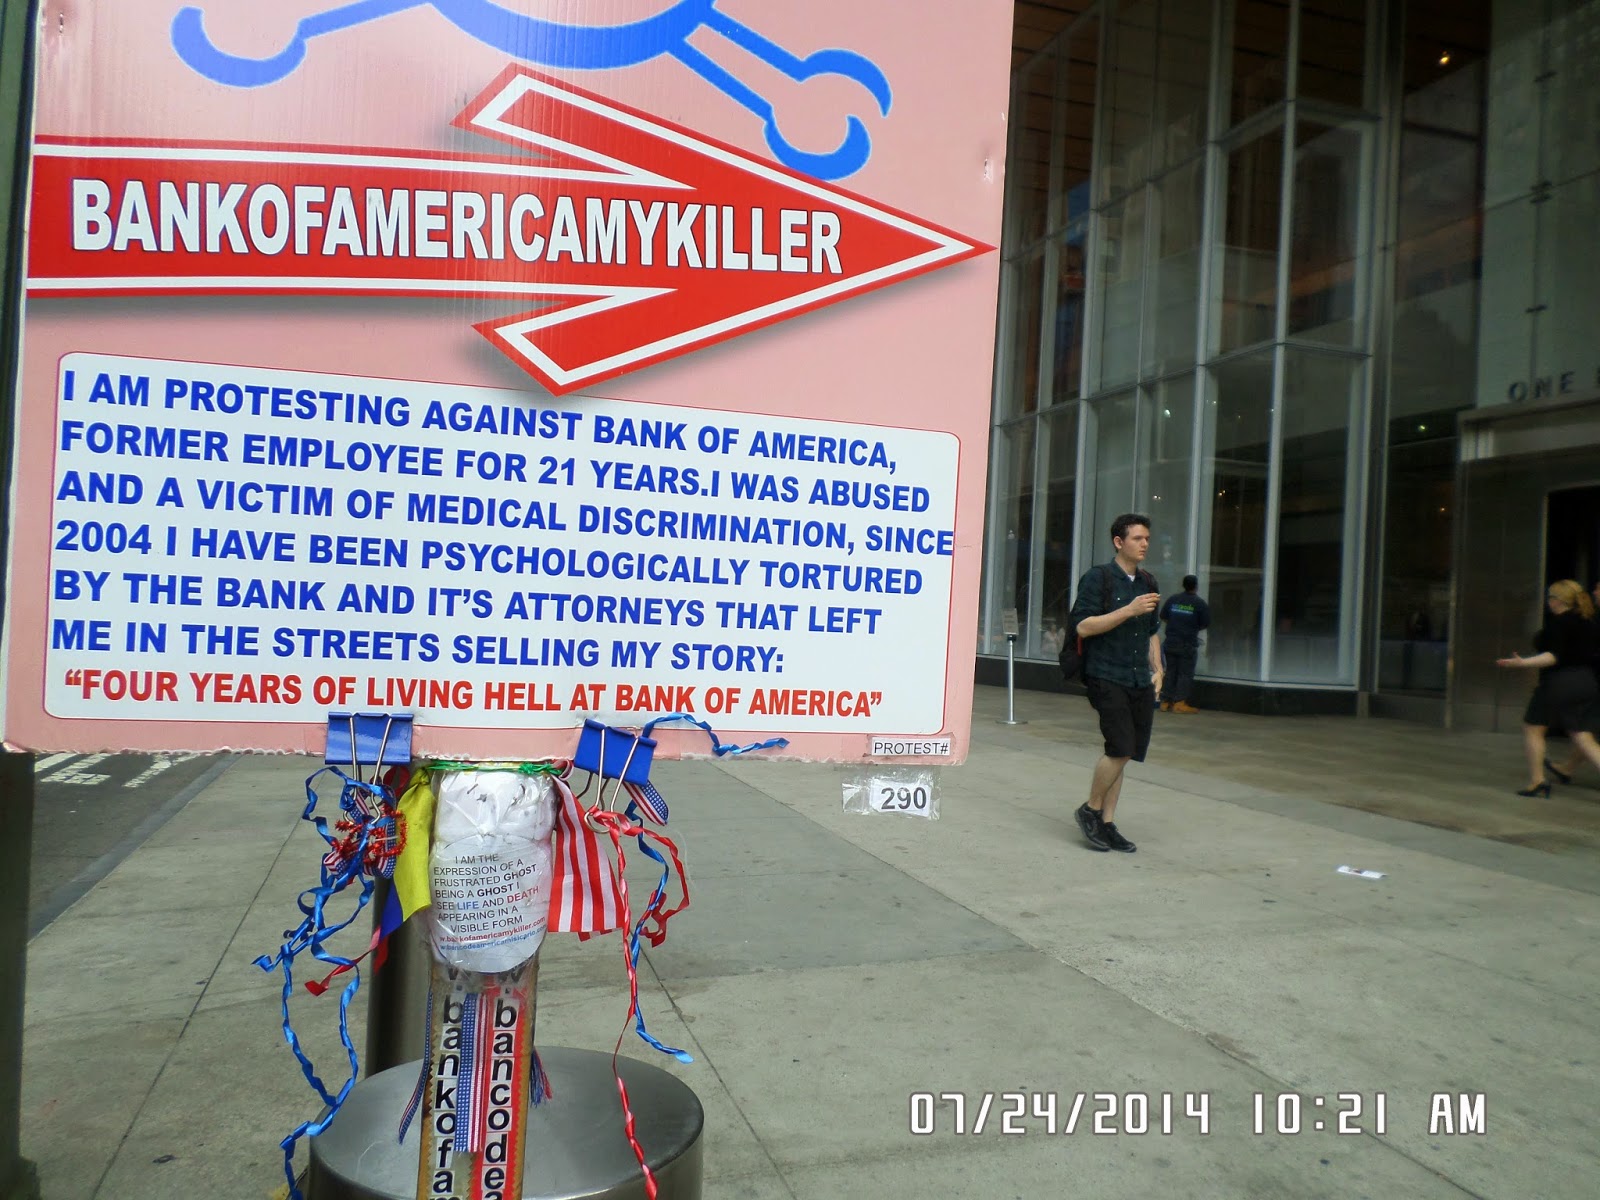 BANKOFAMERICAMYKILLER
I AM PROTESTING AGAINST BANK OF AMERICA,
FORMER EMPLOYEE FOR 21 YEARS.I WAS ABUSED
AND A VICTIM OF MEDICAL DISCRIMINATION, SINCE
2004 I HAVE BEEN PSYCHOLOGICALLY TORTURED
BY THE BANK AND IT'S ATTORNEYS THAT LEFT
ME IN THE STREETS SELLING MY STORY:
“FOUR YEARS OF LIVING HELL AT BANK OF AMERICA”
PROTEST#
290
I AM THE
EXPRESSION OF A
FRUSTRATED GHOST
BEING A GHOST I
SEE LIFE AND DEATH
APPEARING IN A
VISIBLE FORM
w.bankofamericamykiller.com
bankofam
bancodea
ONE
07/24/2014 10:21 AM